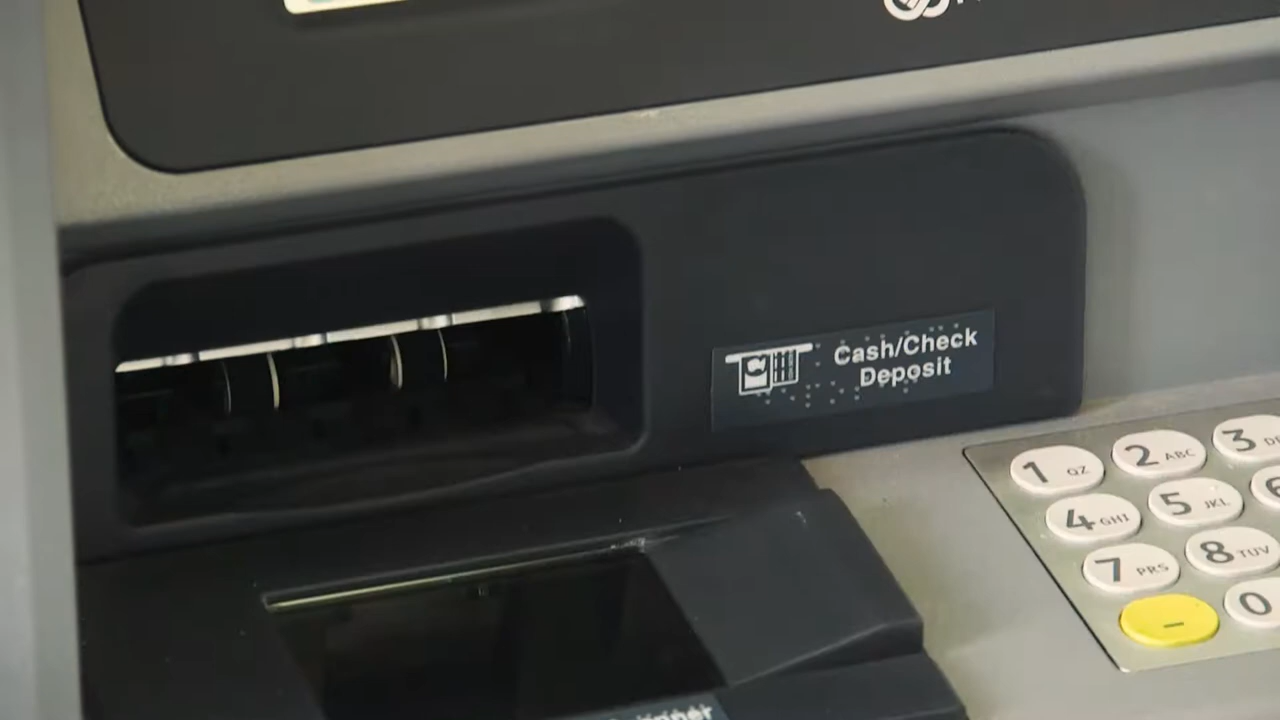 Cash/Check
Deposit
1 QZ
2 ABC
3
4 GHI
5 JKL
7 PRS
8 TUV
-
0